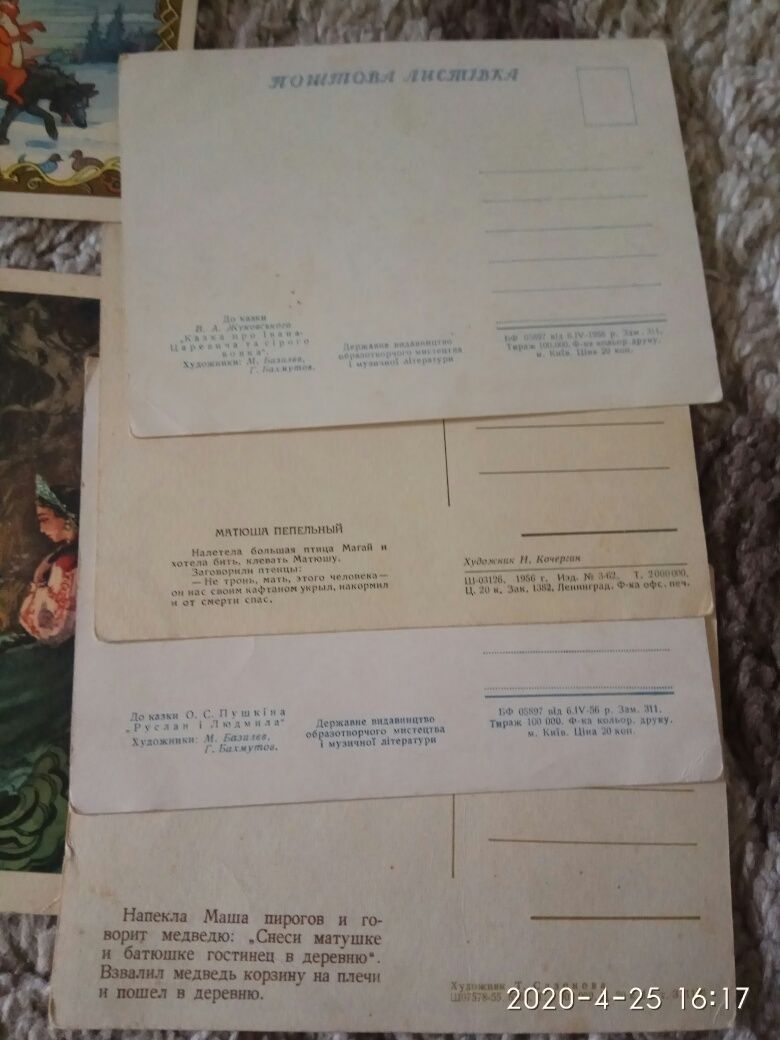 ПОШТОВА ЛИСТІВКА
До казки
В. А. Жуковського
„Казка про Івана-
Царевича та сірого
вовка".
Художники: М. Базилев,
Г. Бахмутов.
Державне видавництво
образотворчого мистецтва
і музичної літератури
БФ 05897 від 6.IV-1956 р. Зам. 311.
Тираж 100.000. Ф-ка кольор. друку.
м. Київ. Ціна 20 коп.
МАТЮША ПЕПЕЛЬНЫЙ
Налетела большая птица Магай и
хотела бить, клевать Матюшу.
Заговорили птенцы:
— Не тронь, мать, этого человека—
он нас своим кафтаном укрыл, накормил
и от смерти спас.
Художник Н. Кочергин
Ш-03126. 1956 г. Изд. № 3-62. Т. 2000000.
Ц. 20 к. Зак. 1352. Ленинград. Ф-ка офс. печ.
До казки О. С. Пушкіна
„Руслан і Людмила"
Художники: М. Базилев,
Г. Бахмутов.
Державне видавництво
образотворчого мистецтва
і музичної літератури
БФ 05897 від 6.IV-56 р. Зам. 311.
Тираж 100 000. Ф-ка кольор. друку.
м. Київ. Ціна 20 коп.
Напекла Маша пирогов и го-
ворит медведю: „Снеси матушке
и батюшке гостинец в деревню".
Взвалил медведь корзину на плечи
и пошел в деревню.
Художник Т.
Ш07578-55
2020-4-25 16:17